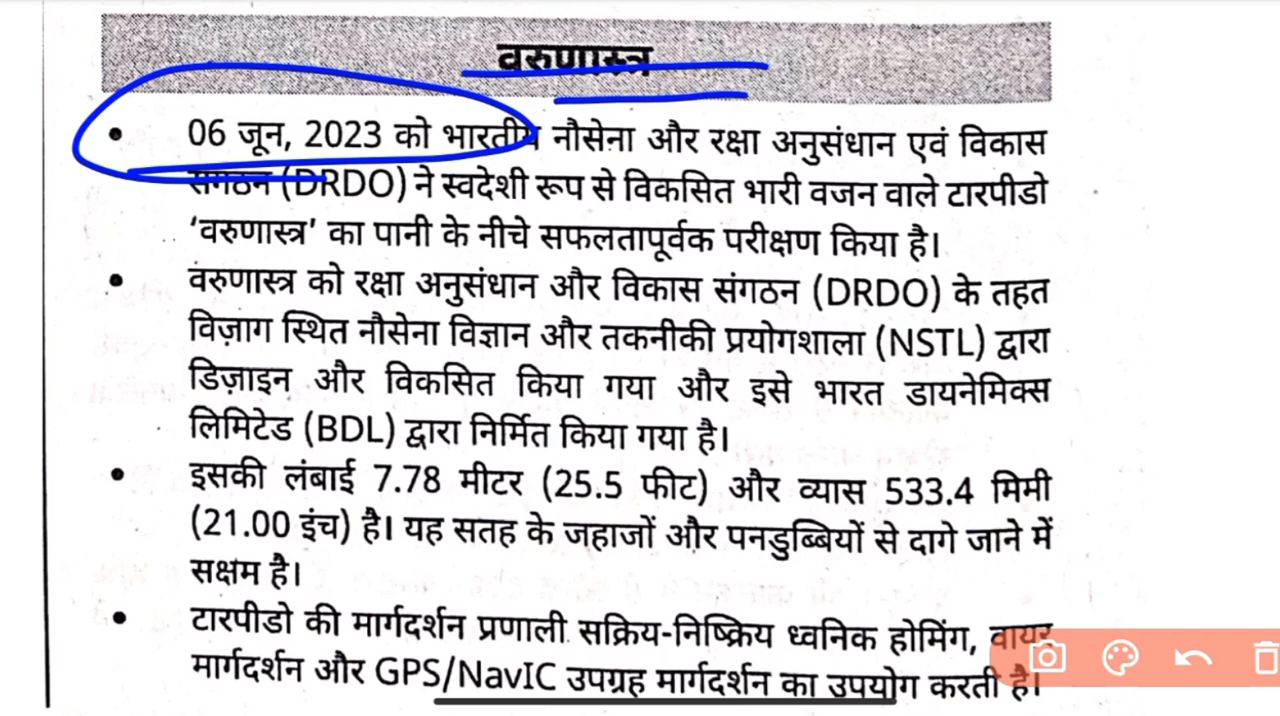 वरुणास्त्र
• 06 जून, 2023 को भारतीय नौसेना और रक्षा अनुसंधान एवं विकास
संगठन (DRDO) ने स्वदेशी रूप से विकसित भारी वजन वाले टारपीडो
‘वरुणास्त्र’ का पानी के नीचे सफलतापूर्वक परीक्षण किया है।
• वरुणास्त्र को रक्षा अनुसंधान और विकास संगठन (DRDO) के तहत
विज़ाग स्थित नौसेना विज्ञान और तकनीकी प्रयोगशाला (NSTL) द्वारा
डिज़ाइन और विकसित किया गया और इसे भारत डायनेमिक्स
लिमिटेड (BDL) द्वारा निर्मित किया गया है।
• इसकी लंबाई 7.78 मीटर (25.5 फीट) और व्यास 533.4 मिमी
(21.00 इंच) है। यह सतह के जहाजों और पनडुब्बियों से दागे जाने में
सक्षम है।
• टारपीडो की मार्गदर्शन प्रणाली सक्रिय-निष्क्रिय ध्वनिक होमिंग, वायर
मार्गदर्शन और GPS/NavIC उपग्रह मार्गदर्शन का उपयोग करती है।